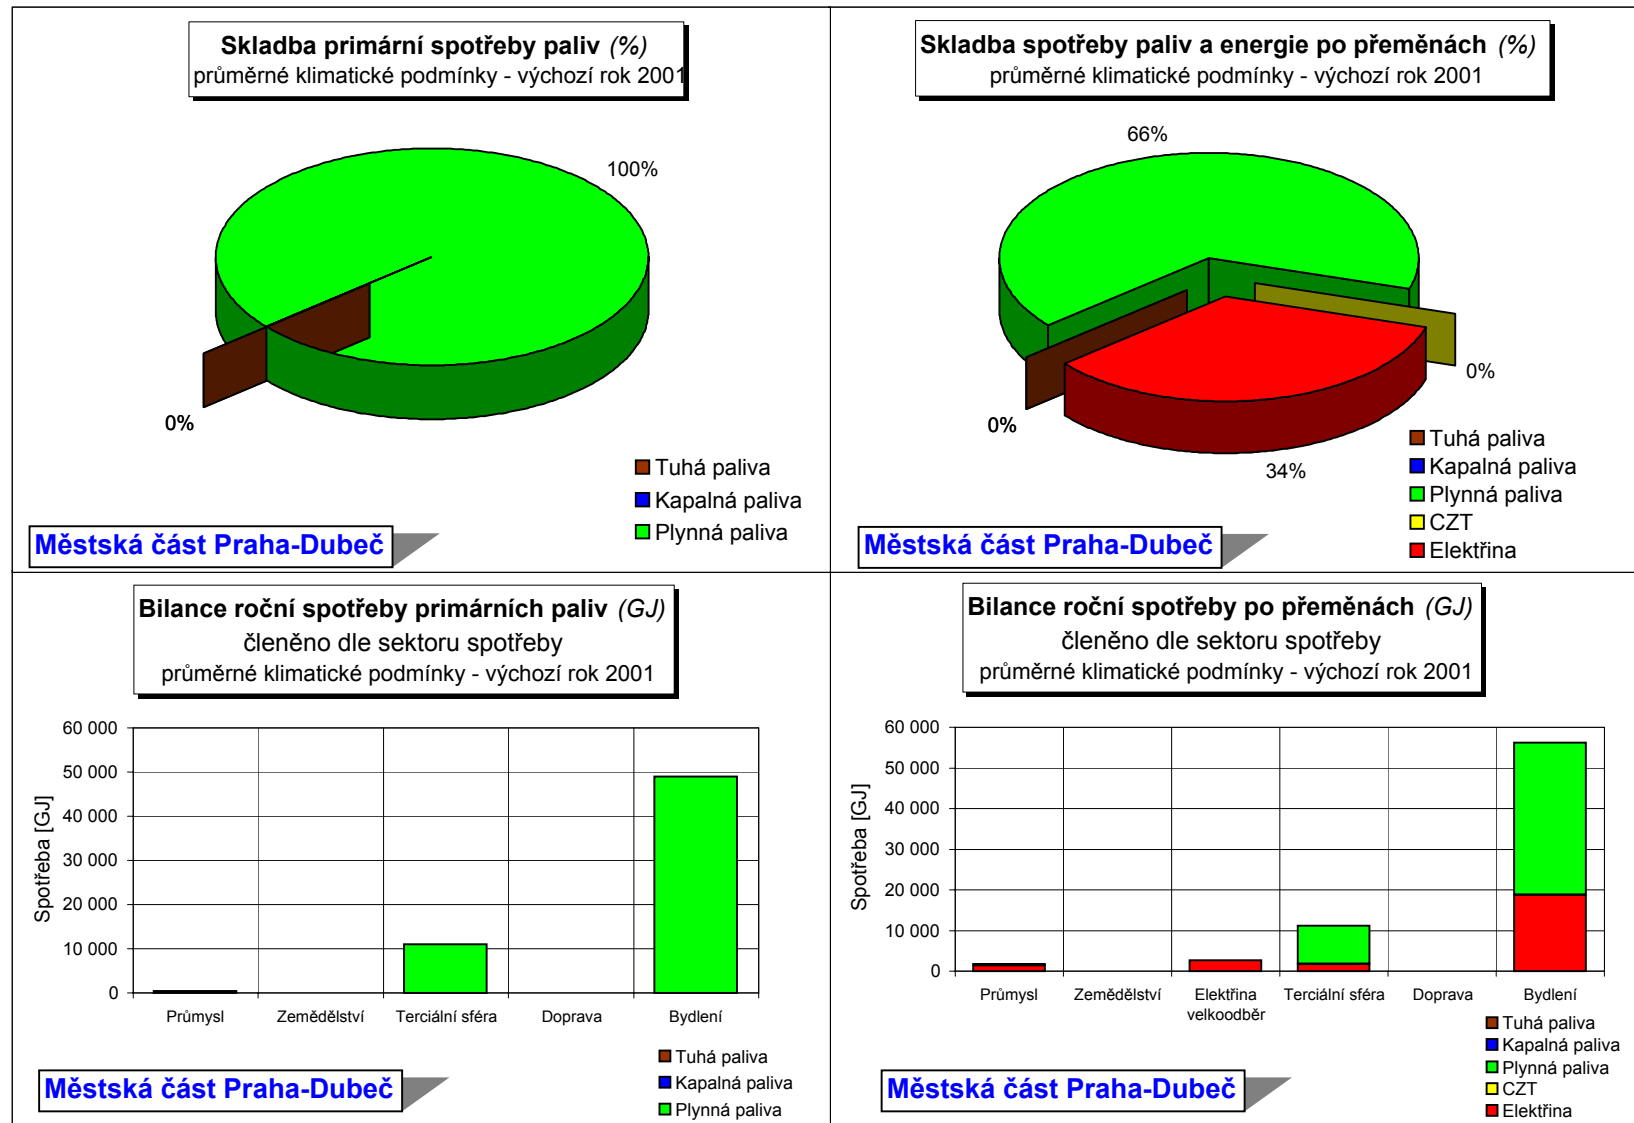 Skladba primární spotřeby paliv (%)
průměrné klimatické podmínky - výchozí rok 2001
100%
0%
Tuhá paliva
Kapalná paliva
Plynná paliva
Městská část Praha-Dubeč
Skladba spotřeby paliv a energie po přeměnách (%)
průměrné klimatické podmínky - výchozí rok 2001
66%
0%
0%
34%
Tuhá paliva
Kapalná paliva
Plynná paliva
CZT
Elektřina
Městská část Praha-Dubeč
Bilance roční spotřeby primárních paliv (GJ)
členěno dle sektoru spotřeby
průměrné klimatické podmínky - výchozí rok 2001
Spotřeba [GJ]
60 000
50 000
40 000
30 000
20 000
10 000
0
Průmysl Zemědělství Terciální sféra Doprava Bydlení
Tuhá paliva
Kapalná paliva
Plynná paliva
Městská část Praha-Dubeč
Bilance roční spotřeby po přeměnách (GJ)
členěno dle sektoru spotřeby
průměrné klimatické podmínky - výchozí rok 2001
Spotřeba [GJ]
60 000
50 000
40 000
30 000
20 000
10 000
0
Průmysl Zemědělství Elektřina Terciální sféra Doprava Bydlení
velkoodběr
Tuhá paliva
Kapalná paliva
Plynná paliva
CZT
Elektřina
Městská část Praha-Dubeč